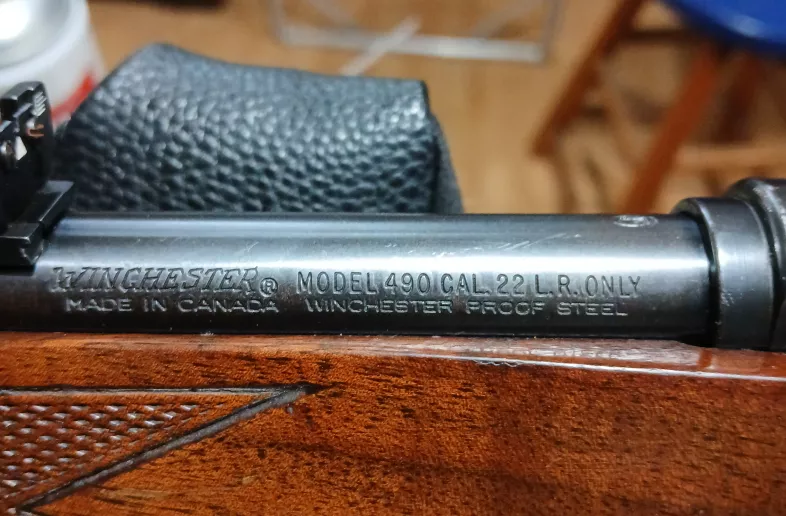 WINCHESTER® MODEL 490 CAL. 22 L.R. ONLY
MADE IN CANADA WINCHESTER PROOF STEEL